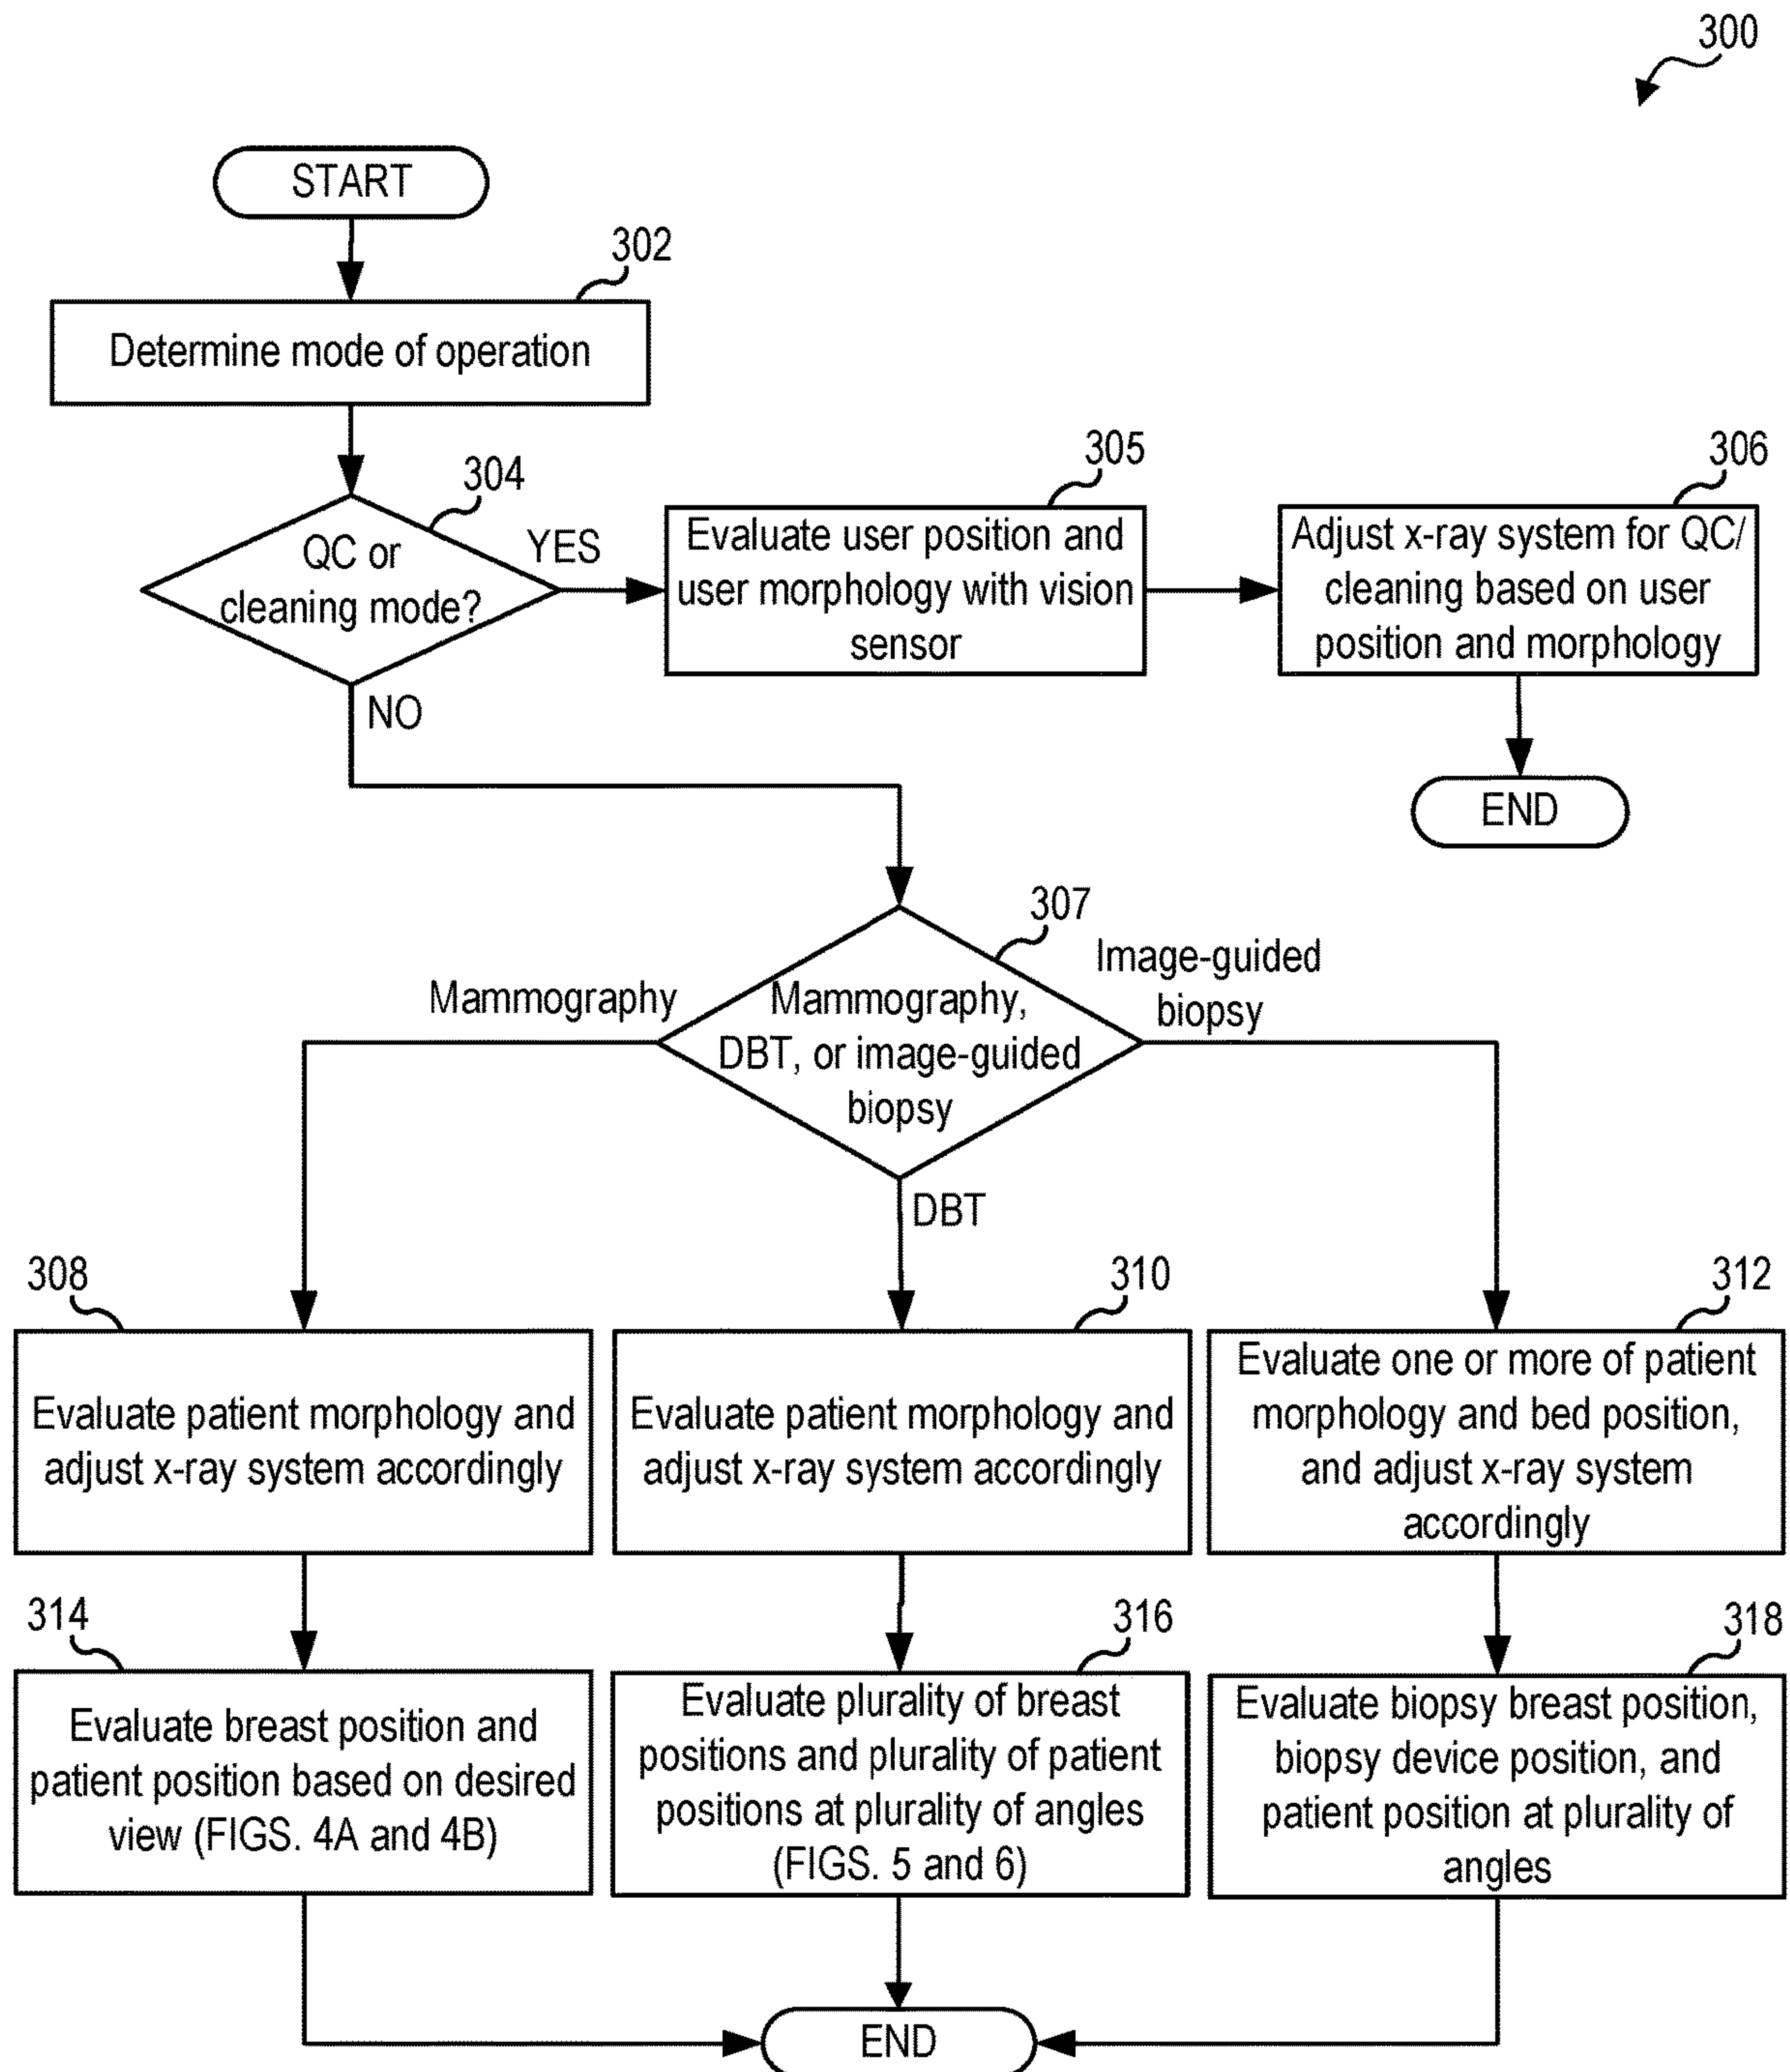 300
START
302
Determine mode of operation
304
QC or
cleaning mode?
YES
NO
305
Evaluate user position and
user morphology with vision
sensor
306
Adjust x-ray system for QC/
cleaning based on user
position and morphology
END
307
Mammography,
DBT, or image-guided
biopsy
Mammography
Image-guided
biopsy
DBT
308
Evaluate patient morphology and
adjust x-ray system accordingly
310
Evaluate patient morphology and
adjust x-ray system accordingly
312
Evaluate one or more of patient
morphology and bed position,
and adjust x-ray system
accordingly
314
Evaluate breast position and
patient position based on desired
view (FIGS. 4A and 4B)
316
Evaluate plurality of breast
positions and plurality of patient
positions at plurality of angles
(FIGS. 5 and 6)
318
Evaluate biopsy breast position,
biopsy device position, and
patient position at plurality of
angles
END